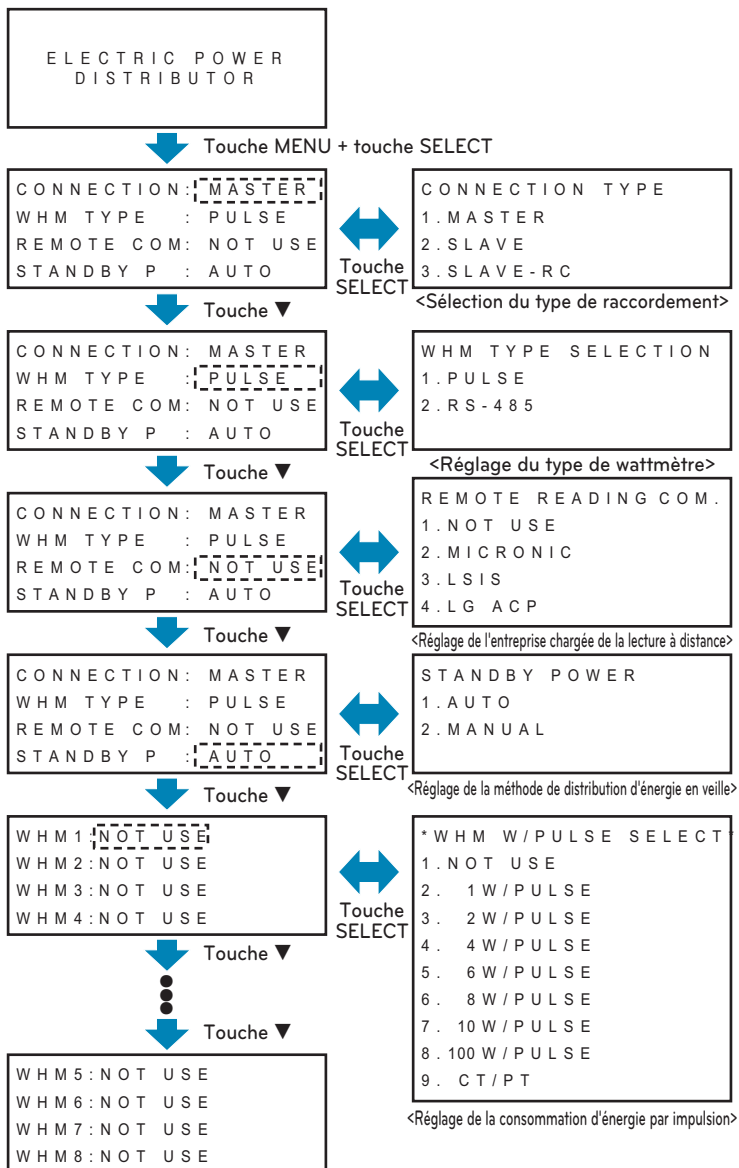 ELECTRIC POWER
DISTRIBUTOR
Touche MENU + touche SELECT
CONNECTION: MASTER
WHM TYPE : PULSE
REMOTE COM: NOT USE
STANDBY P : AUTO
Touche
SELECT
CONNECTION TYPE
1.MASTER
2.SLAVE
3.SLAVE-RC
<Sélection du type de raccordement>
Touche ▼
CONNECTION: MASTER
WHM TYPE : PULSE
REMOTE COM: NOT USE
STANDBY P : AUTO
Touche
SELECT
WHM TYPE SELECTION
1.PULSE
2.RS-485
<Réglage du type de wattmètre>
Touche ▼
CONNECTION: MASTER
WHM TYPE : PULSE
REMOTE COM: NOT USE
STANDBY P : AUTO
Touche
SELECT
REMOTE READING COM.
1.NOT USE
2.MICRONIC
3.LSIS
4.LG ACP
<Réglage de l'entreprise chargée de la lecture à distance>
Touche ▼
CONNECTION: MASTER
WHM TYPE : PULSE
REMOTE COM: NOT USE
STANDBY P : AUTO
Touche
SELECT
STANDBY POWER
1.AUTO
2.MANUAL
<Réglage de la méthode de distribution d'énergie en veille>
Touche ▼
WHM1:NOT USE
WHM2:NOT USE
WHM3:NOT USE
WHM4:NOT USE
Touche
SELECT
*WHM W/PULSE SELECT*
1.NOT USE
2. 1W/PULSE
3. 2W/PULSE
4. 4W/PULSE
5. 6W/PULSE
6. 8W/PULSE
7. 10W/PULSE
8.100W/PULSE
9. CT/PT
<Réglage de la consommation d'énergie par impulsion>
Touche ▼
Touche ▼
WHM5:NOT USE
WHM6:NOT USE
WHM7:NOT USE
WHM8:NOT USE